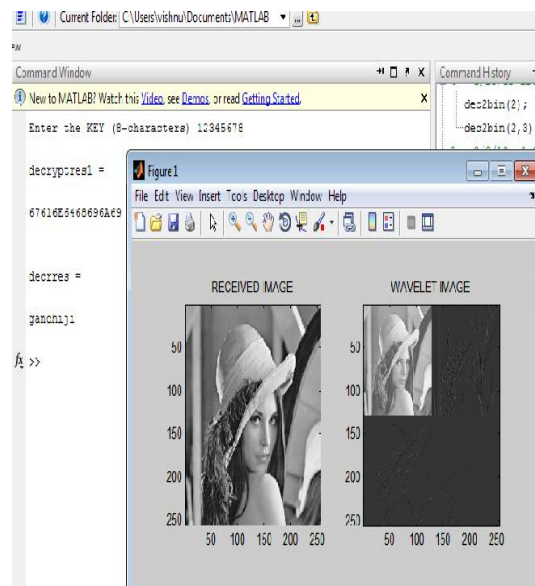 Current Folder: C:\Users\vishnu\Documents\MATLAB
Command Window
Command History
New to MATLAB? Watch this Video, see Demos, or read Getting Started.
Enter the KEY (8-characters) 12345678
dec2bin(2);
dec2bin(2,3)
decryptres1 =
67616E6468696A69
decrres =
gandhiji
fx >>
Figure 1
File Edit View Insert Tools Desktop Window Help
RECEIVED IMAGE
WAVELET IMAGE
50
100
150
200
250
50 100 150 200 250
50
100
150
200
250
50 100 150 200 250